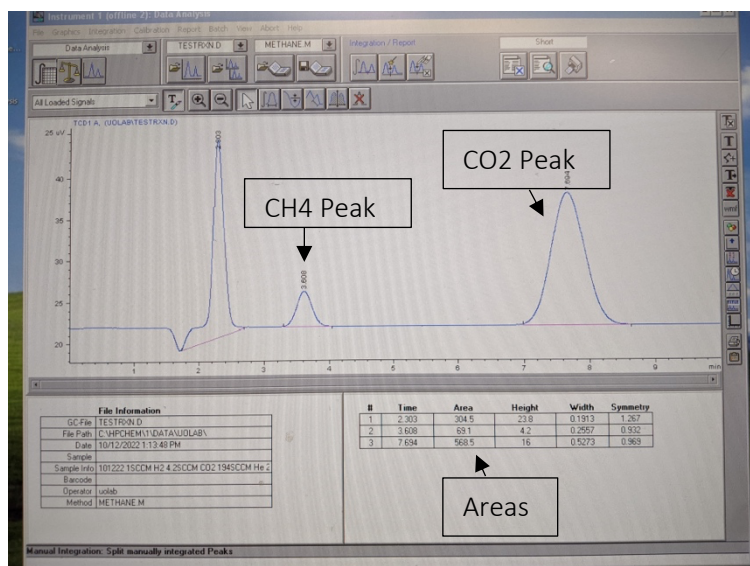 Instrument 1 (offline 2): Data Analysis
File Graphics Integration Calibration Report Batch View Abort Help
Data Analysis
TESTRXN.D
METHANE.M
Integration / Report
Short
All Loaded Signals
TCD1 A, (UOLAB\TESTRXN.D)
25 uV
40
35
30
25
20
2.303
3.608
7.694
CH4 Peak
CO2 Peak
1 2 3 4 5 6 7 8 9 min
File Information
GC-File TESTRXN.D
File Path C:\HPCHEM\1\DATA\UOLAB\
Date 10/12/2022 1:13:48 PM
Sample
Sample Info 101222 1SCCM H2 4.25CCM CO2 194SCCM He 2
Barcode
Operator uolab
Method METHANE.M
# Time Area Height Width Symmetry
1 2.303 304.5 23.8 0.1913 1.267
2 3.608 69.1 4.2 0.2557 0.932
3 7.694 568.5 16 0.5273 0.969
Areas
Manual Integration: Split manually integrated Peaks